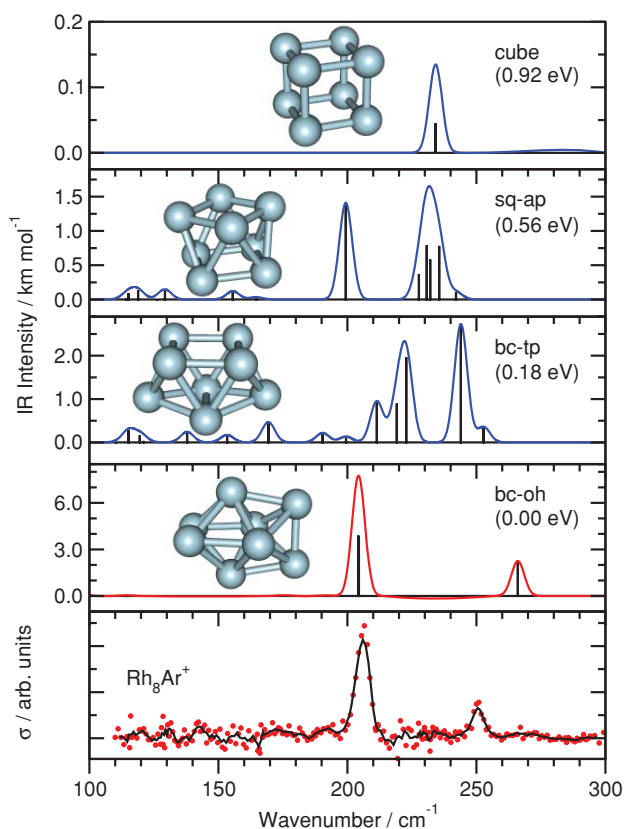 0.2
0.1
0.0
cube
(0.92 eV)
1.5
1.0
0.5
0.0
sq-ap
(0.56 eV)
IR Intensity / km mol⁻¹
2.0
1.0
0.0
bc-tp
(0.18 eV)
6.0
3.0
0.0
bc-oh
(0.00 eV)
σ / arb. units
Rh₈Ar⁺
100 150 200 250 300
Wavenumber / cm⁻¹